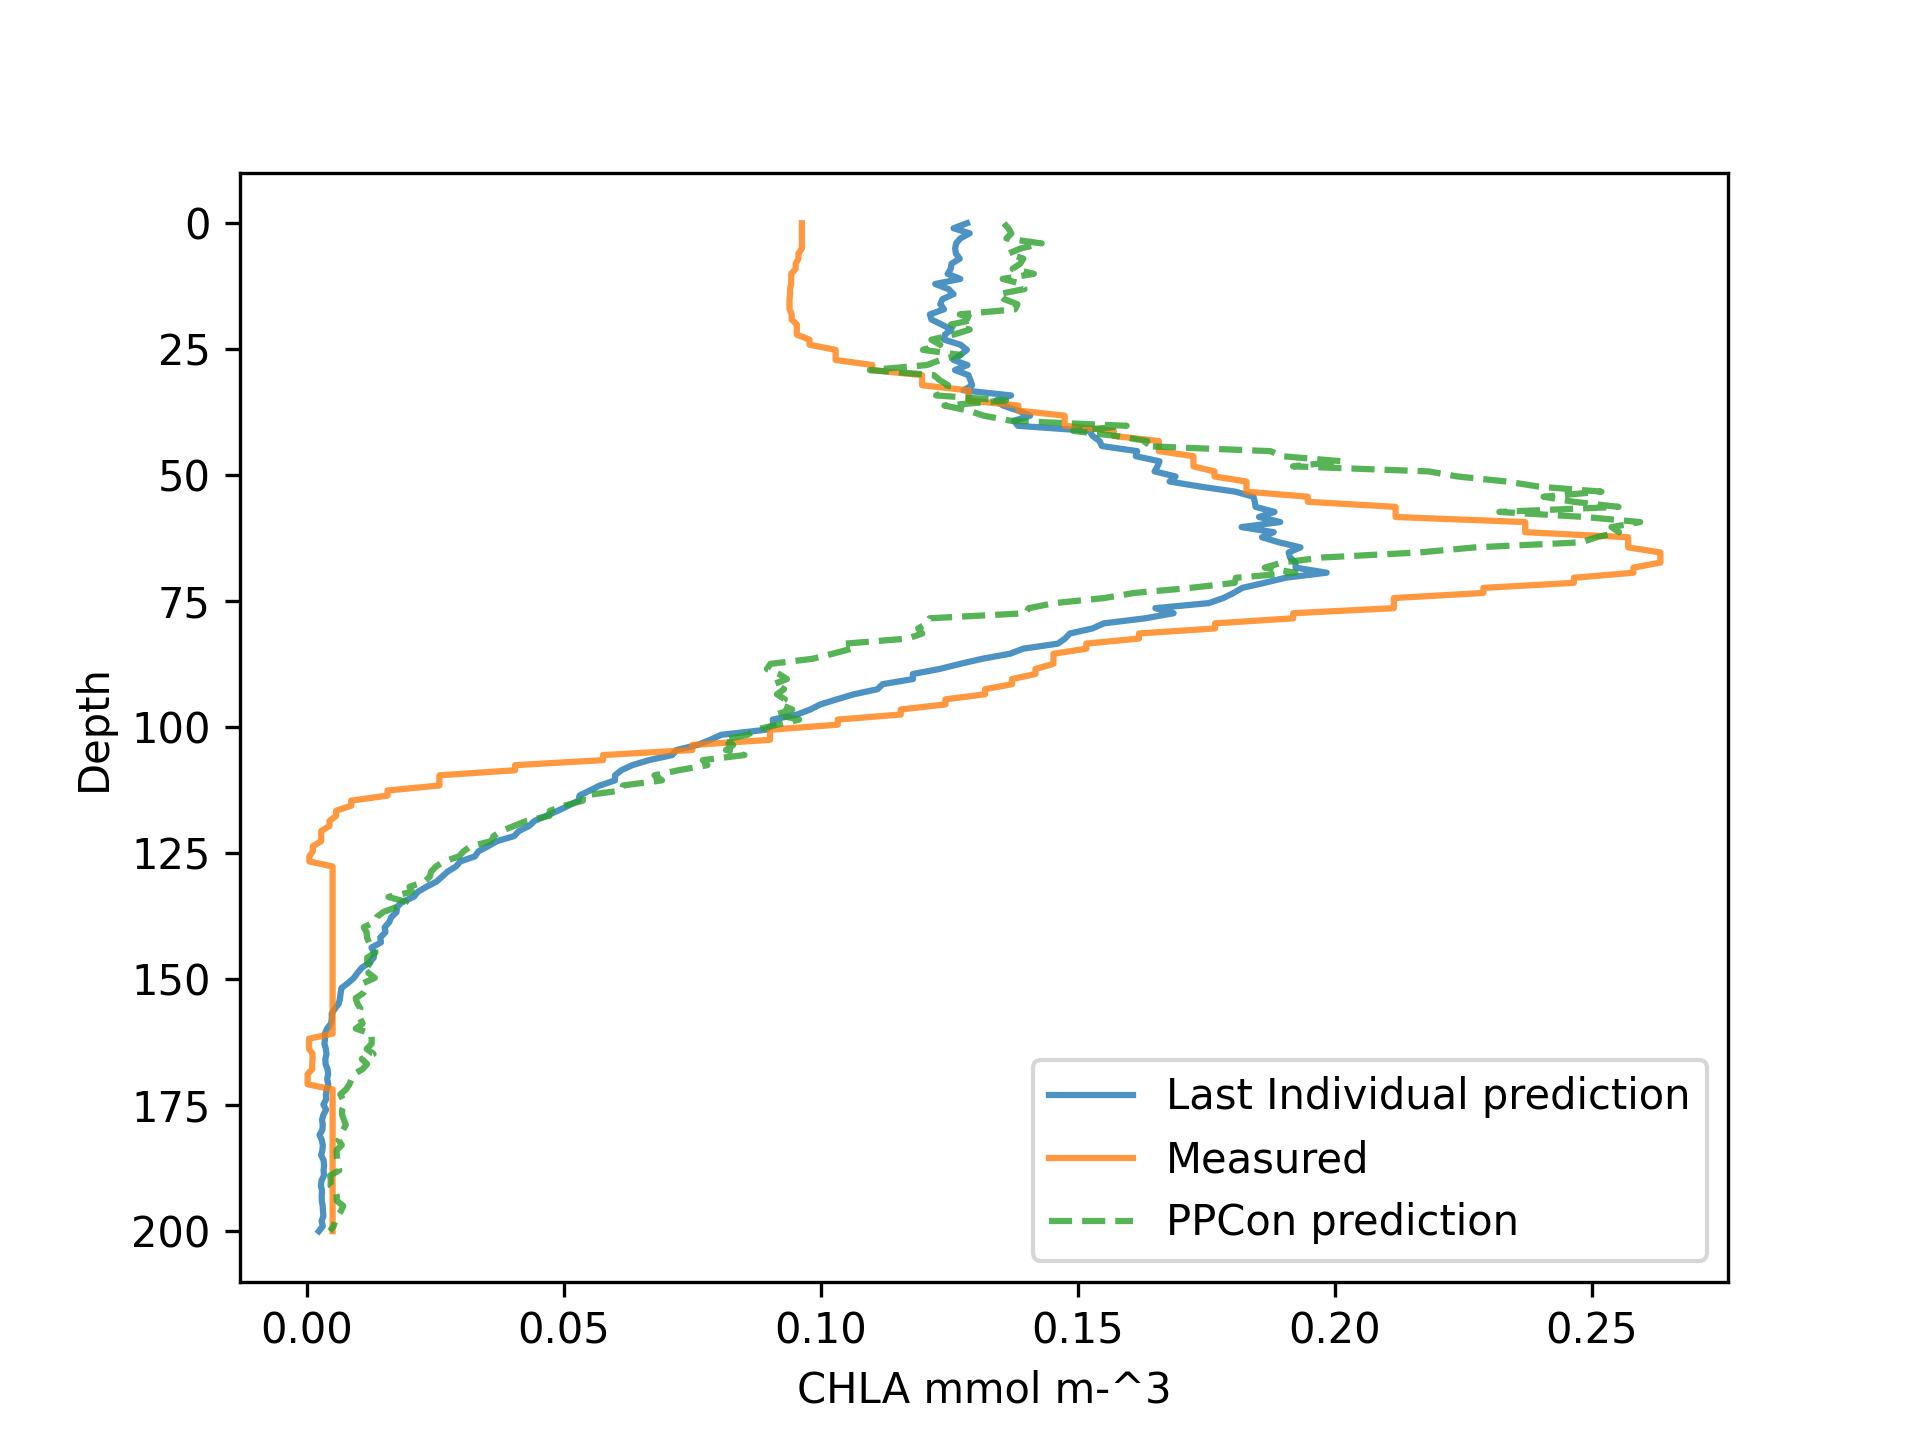 0
25
50
75
100
125
150
175
200
Depth
0.00 0.05 0.10 0.15 0.20 0.25
CHLA mmol m-^3
Last Individual prediction
Measured
PPCon prediction